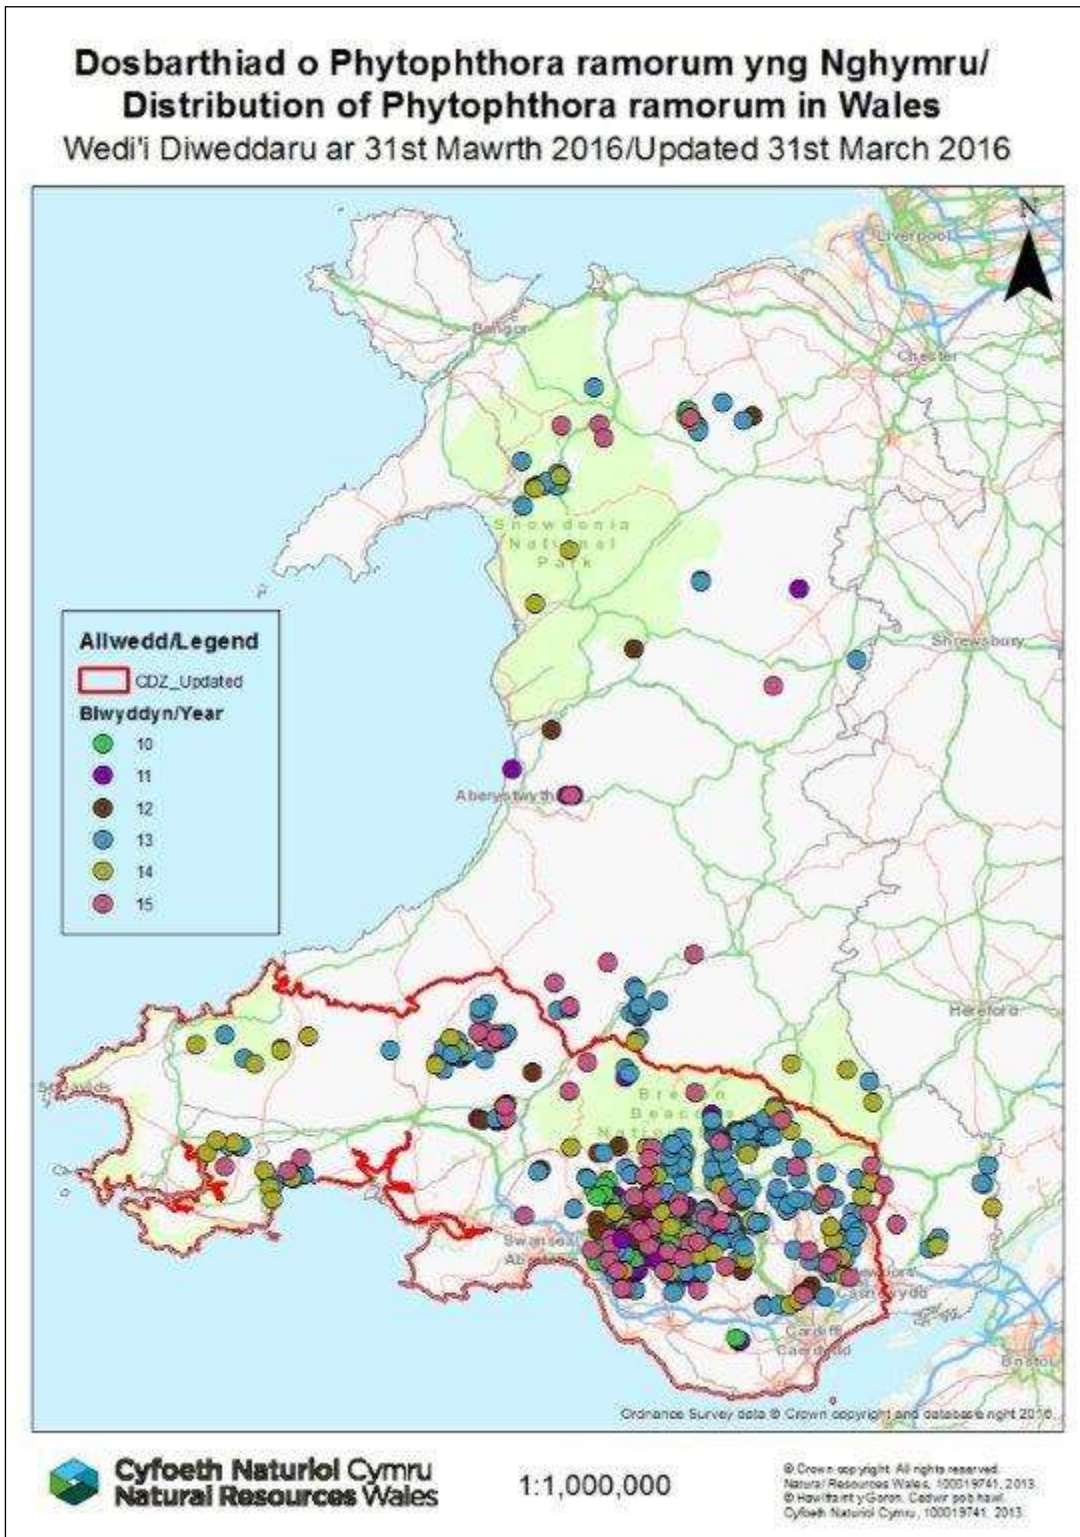 Dosbarthiad o Phytophthora ramorum yng Nghymru/
Distribution of Phytophthora ramorum in Wales
Wedi'i Diweddaru ar 31st Mawrth 2016/Updated 31st March 2016
N
Liverpool
Bangor
Chester
Snowdonia
National
Park
Shrewsbury
Allwedd/Legend
CDZ_Updated
Blwyddyn/Year
10
11
12
13
14
15
Aberystwyth
Hereford
Brecon
Beacons
Swansea
Cardiff
Caerdydd
Bristol
Ordnance Survey data © Crown copyright and database right 2016
Cyfoeth Naturiol Cymru
Natural Resources Wales
1:1,000,000
© Crown copyright. All rights reserved.
Natural Resources Wales, 100019741, 2013.
© Hawlfraint y Goron. Cedwir pob hawl.
Cyfoeth Naturiol Cymru, 100019741, 2013.